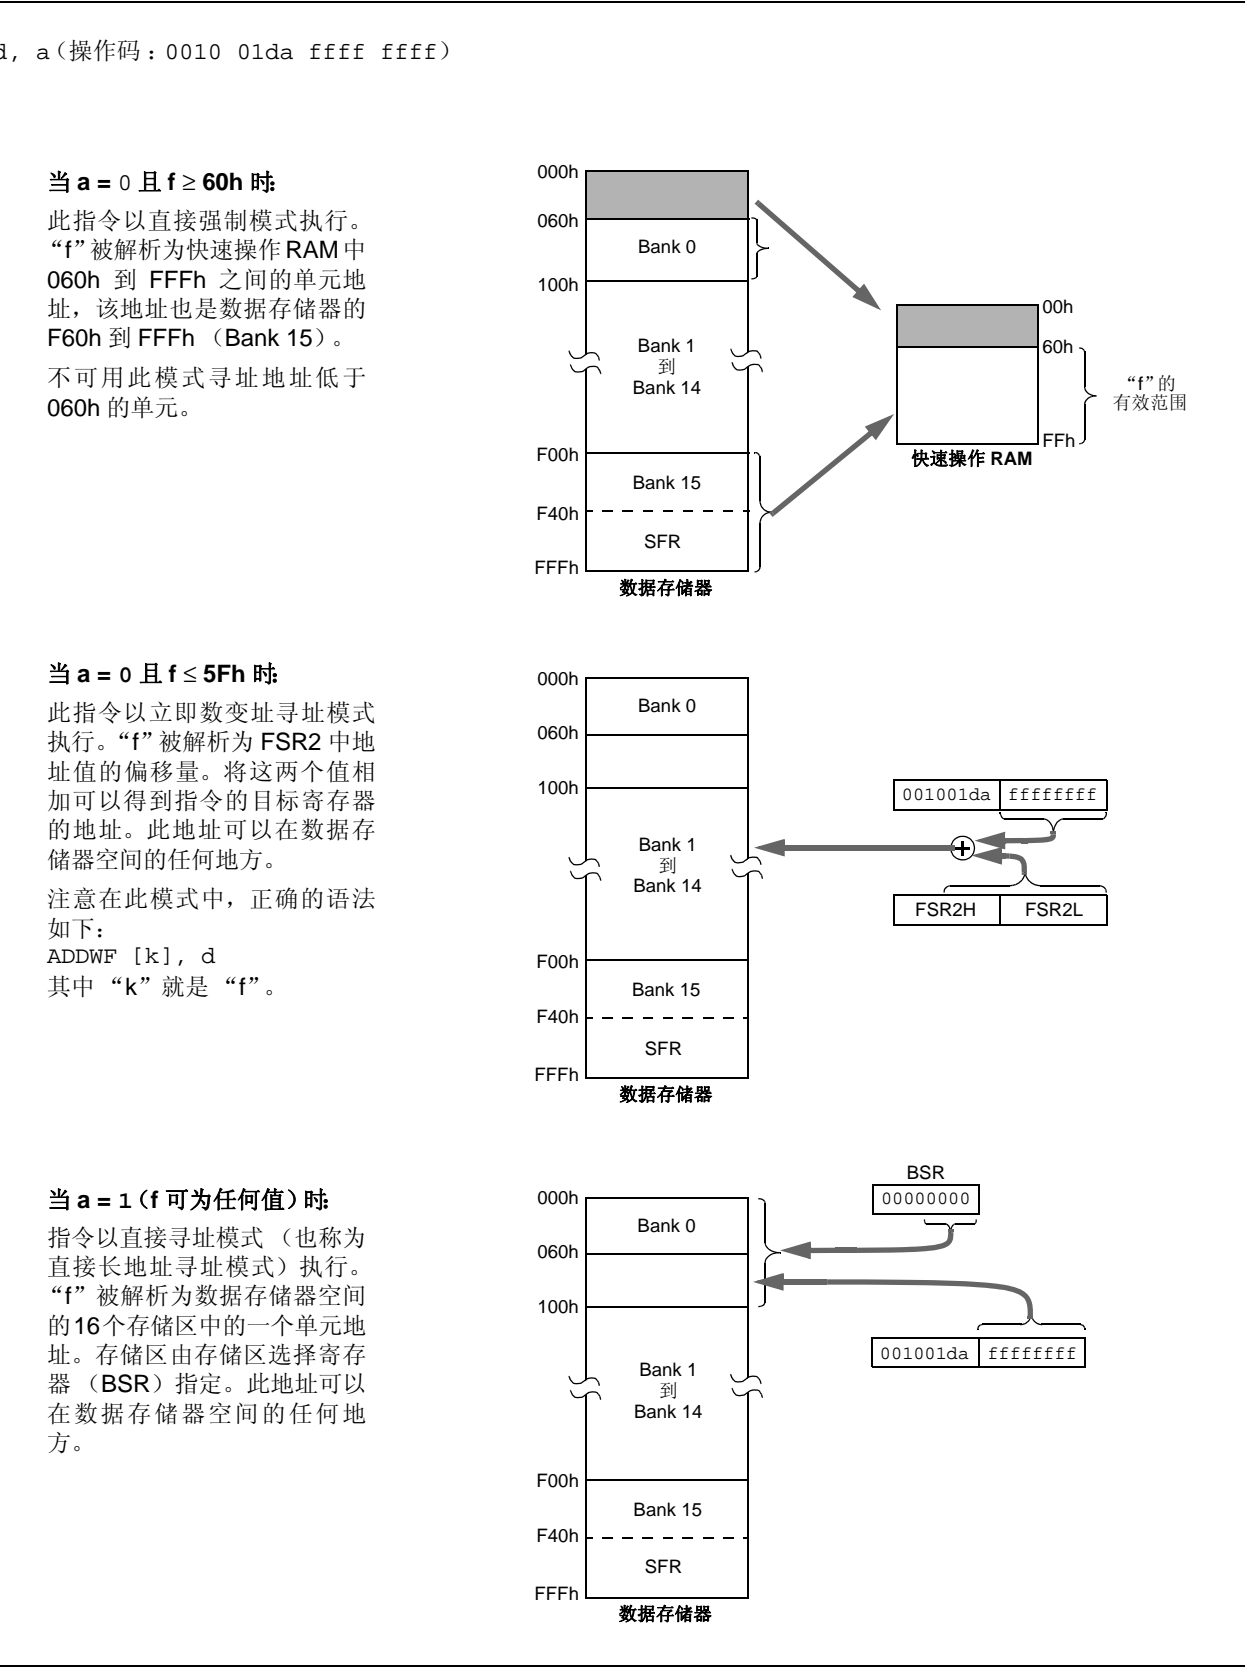 d, a（操作码：0010 01da ffff ffff）
当 a = 0 且 f ≥ 60h 时：
此指令以直接强制模式执行。
“f”被解析为快速操作 RAM 中
060h 到 FFFh 之间的单元地
址，该地址也是数据存储器的
F60h 到 FFFh （Bank 15）。
不可用此模式寻址地址低于
060h 的单元。
000h
060h
Bank 0
100h
Bank 1
到
Bank 14
F00h
Bank 15
F40h
SFR
FFFh
数据存储器
00h
60h
“f”的
有效范围
FFh
快速操作 RAM
当 a = 0 且 f ≤ 5Fh 时：
此指令以立即数变址寻址模式
执行。“f”被解析为 FSR2 中地
址值的偏移量。将这两个值相
加可以得到指令的目标寄存器
的地址。此地址可以在数据存
储器空间的任何地方。
注意在此模式中，正确的语法
如下：
ADDWF [k], d
其中 “k”就是 “f”。
000h
Bank 0
060h
100h
Bank 1
到
Bank 14
F00h
Bank 15
F40h
SFR
FFFh
数据存储器
001001da ffffffff
FSR2H FSR2L
当 a = 1（f 可为任何值）时：
指令以直接寻址模式 （也称为
直接长地址寻址模式）执行。
“f”被解析为数据存储器空间
的16个存储区中的一个单元地
址。存储区由存储区选择寄存
器 （BSR）指定。此地址可以
在数据存储器空间的任何地
方。
000h
Bank 0
060h
100h
Bank 1
到
Bank 14
F00h
Bank 15
F40h
SFR
FFFh
数据存储器
BSR
00000000
001001da ffffffff